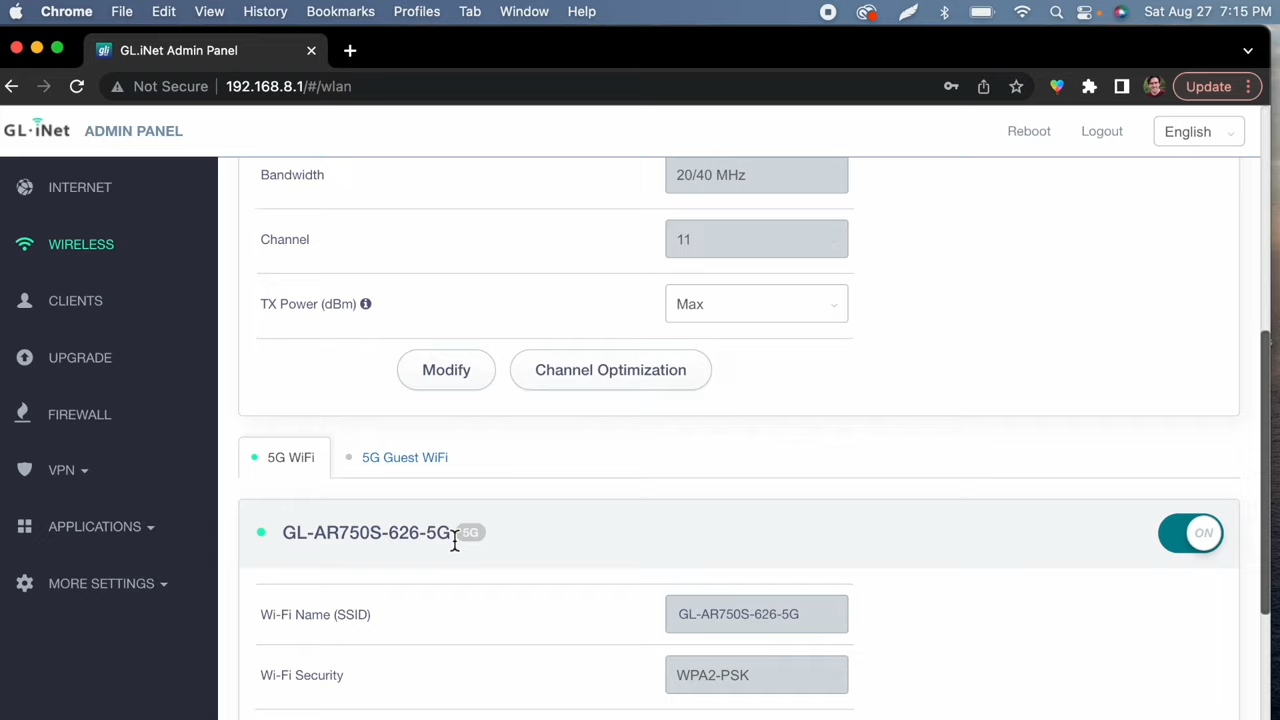 Chrome File Edit View History Bookmarks Profiles Tab Window Help Sat Aug 27 7:15 PM
gli GL.iNet Admin Panel
Not Secure 192.168.8.1/#/wlan Update
GL·iNet ADMIN PANEL Reboot Logout English
INTERNET
WIRELESS
CLIENTS
UPGRADE
FIREWALL
VPN
APPLICATIONS
MORE SETTINGS
Bandwidth 20/40 MHz
Channel 11
TX Power (dBm) Max
Modify Channel Optimization
5G WiFi 5G Guest WiFi
GL-AR750S-626-5G 5G ON
Wi-Fi Name (SSID) GL-AR750S-626-5G
Wi-Fi Security WPA2-PSK